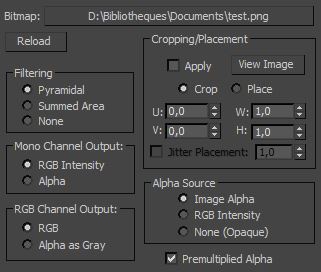 Bitmap: D:\Bibliotheques\Documents\test.png
Reload
Cropping/Placement
Apply View Image
Crop Place
U: 0,0 W: 1,0
V: 0,0 H: 1,0
Jitter Placement: 1,0
Filtering
Pyramidal
Summed Area
None
Mono Channel Output:
RGB Intensity
Alpha
RGB Channel Output:
RGB
Alpha as Gray
Alpha Source
Image Alpha
RGB Intensity
None (Opaque)
Premultiplied Alpha